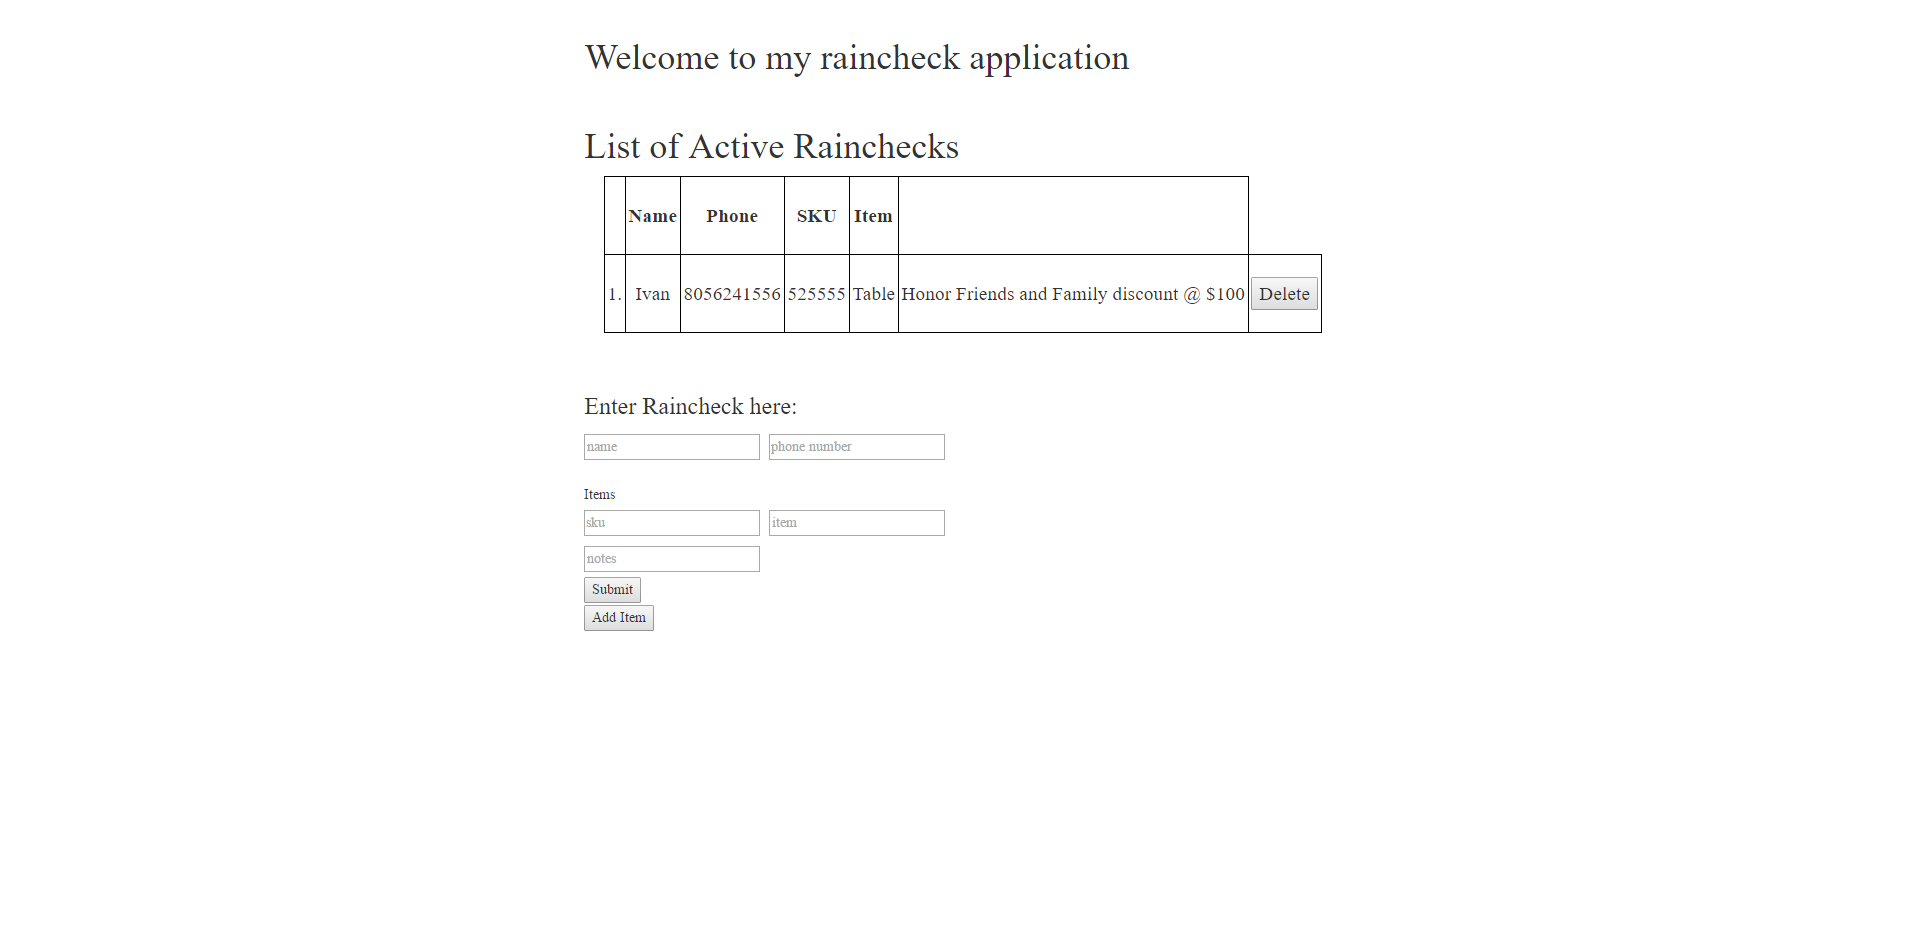 Welcome to my raincheck application
List of Active Rainchecks
Name Phone SKU Item
1. Ivan 8056241556 525555 Table Honor Friends and Family discount @ $100 Delete
Enter Raincheck here:
name phone number
Items
sku item
notes
Submit
Add Item